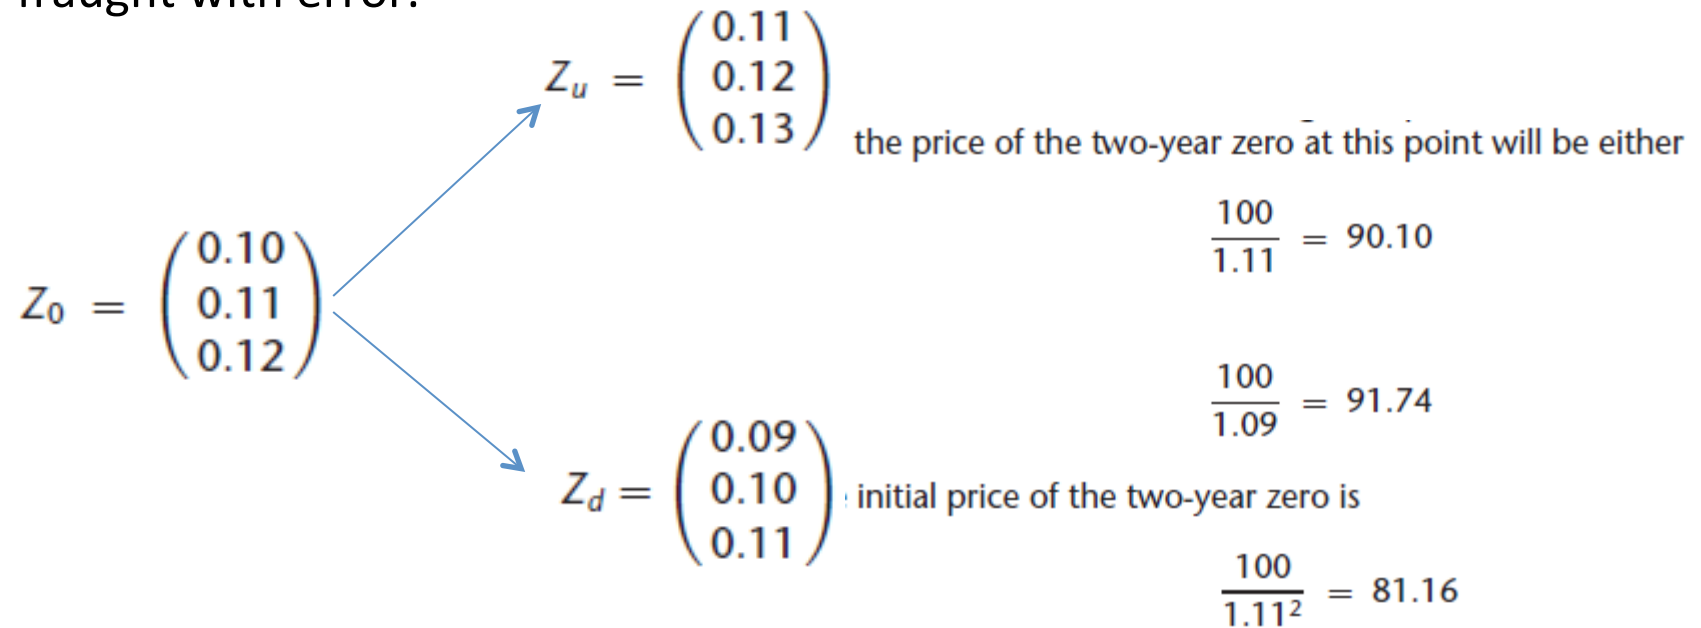 fraught with error.
Z_u = (0.11
0.12
0.13)
the price of the two-year zero at this point will be either
100/1.11 = 90.10
Z_0 = (0.10
0.11
0.12)
100/1.09 = 91.74
Z_d = (0.09
0.10
0.11)
initial price of the two-year zero is
100/1.11² = 81.16